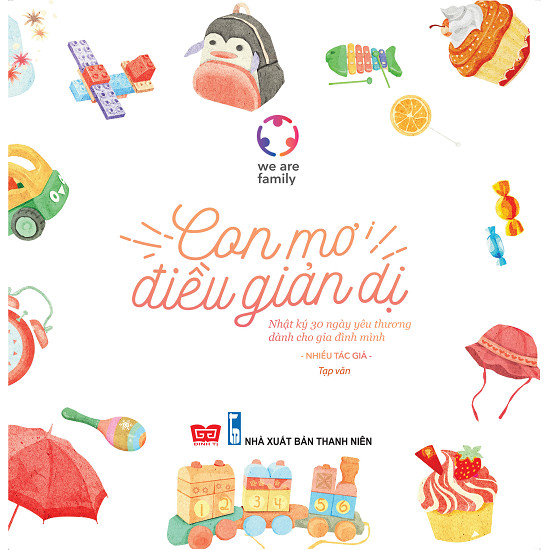 we are
family
Con mơ
điều giản dị
Nhật ký 30 ngày yêu thương
dành cho gia đình mình
- NHIỀU TÁC GIẢ -
Tạp văn
ĐINH TỊ
NHÀ XUẤT BẢN THANH NIÊN
1 2 3 4 5 6